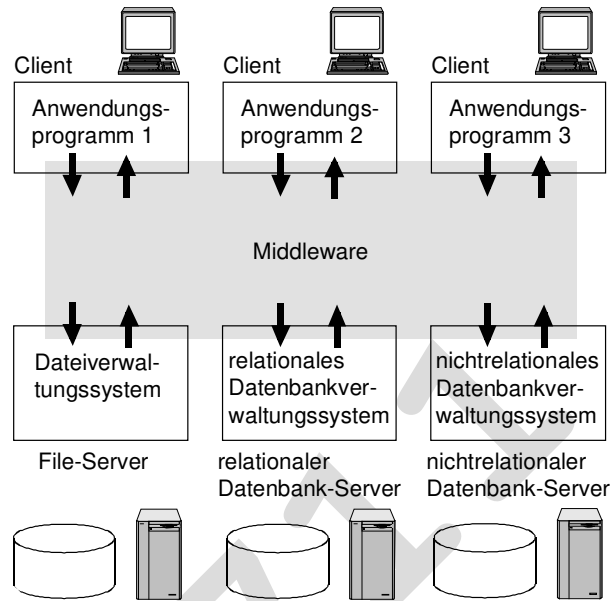 Client Client Client
Anwendungs- Anwendungs- Anwendungs-
programm 1 programm 2 programm 3
Middleware
Dateiverwal-
tungssystem
relationales
Datenbankver-
waltungssystem
nichtrelationales
Datenbankver-
waltungssystem
File-Server
relationaler
Datenbank-Server
nichtrelationaler
Datenbank-Server